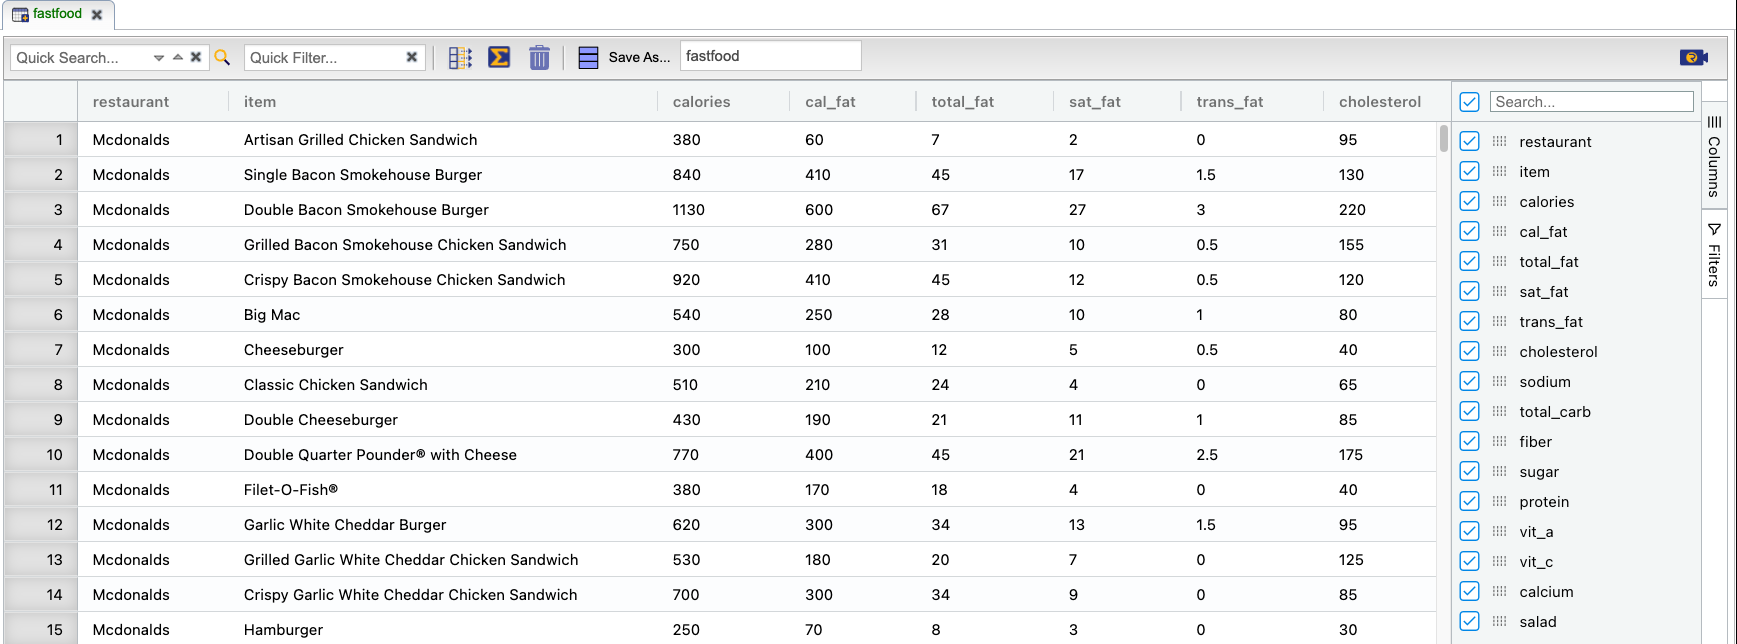 fastfood
Quick Search... Quick Filter... Save As... fastfood
restaurant item calories cal_fat total_fat sat_fat trans_fat cholesterol Search...
1 Mcdonalds Artisan Grilled Chicken Sandwich 380 60 7 2 0 95
2 Mcdonalds Single Bacon Smokehouse Burger 840 410 45 17 1.5 130
3 Mcdonalds Double Bacon Smokehouse Burger 1130 600 67 27 3 220
4 Mcdonalds Grilled Bacon Smokehouse Chicken Sandwich 750 280 31 10 0.5 155
5 Mcdonalds Crispy Bacon Smokehouse Chicken Sandwich 920 410 45 12 0.5 120
6 Mcdonalds Big Mac 540 250 28 10 1 80
7 Mcdonalds Cheeseburger 300 100 12 5 0.5 40
8 Mcdonalds Classic Chicken Sandwich 510 210 24 4 0 65
9 Mcdonalds Double Cheeseburger 430 190 21 11 1 85
10 Mcdonalds Double Quarter Pounder® with Cheese 770 400 45 21 2.5 175
11 Mcdonalds Filet-O-Fish® 380 170 18 4 0 40
12 Mcdonalds Garlic White Cheddar Burger 620 300 34 13 1.5 95
13 Mcdonalds Grilled Garlic White Cheddar Chicken Sandwich 530 180 20 7 0 125
14 Mcdonalds Crispy Garlic White Cheddar Chicken Sandwich 700 300 34 9 0 85
15 Mcdonalds Hamburger 250 70 8 3 0 30
restaurant
item
calories
cal_fat
total_fat
sat_fat
trans_fat
cholesterol
sodium
total_carb
fiber
sugar
protein
vit_a
vit_c
calcium
salad
Columns
Filters